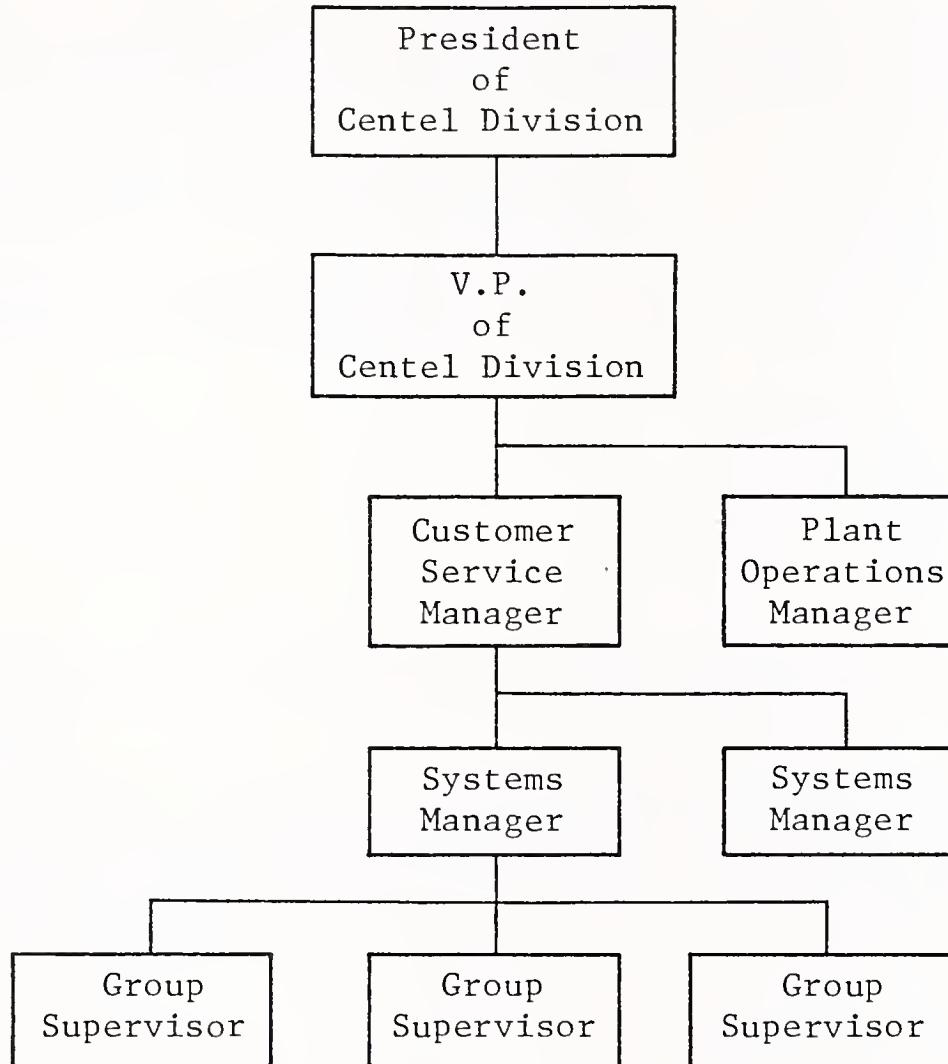 President
of
Centel Division
V.P.
of
Centel Division
Customer
Service
Manager
Plant
Operations
Manager
Systems
Manager
Systems
Manager
Group
Supervisor
Group
Supervisor
Group
Supervisor